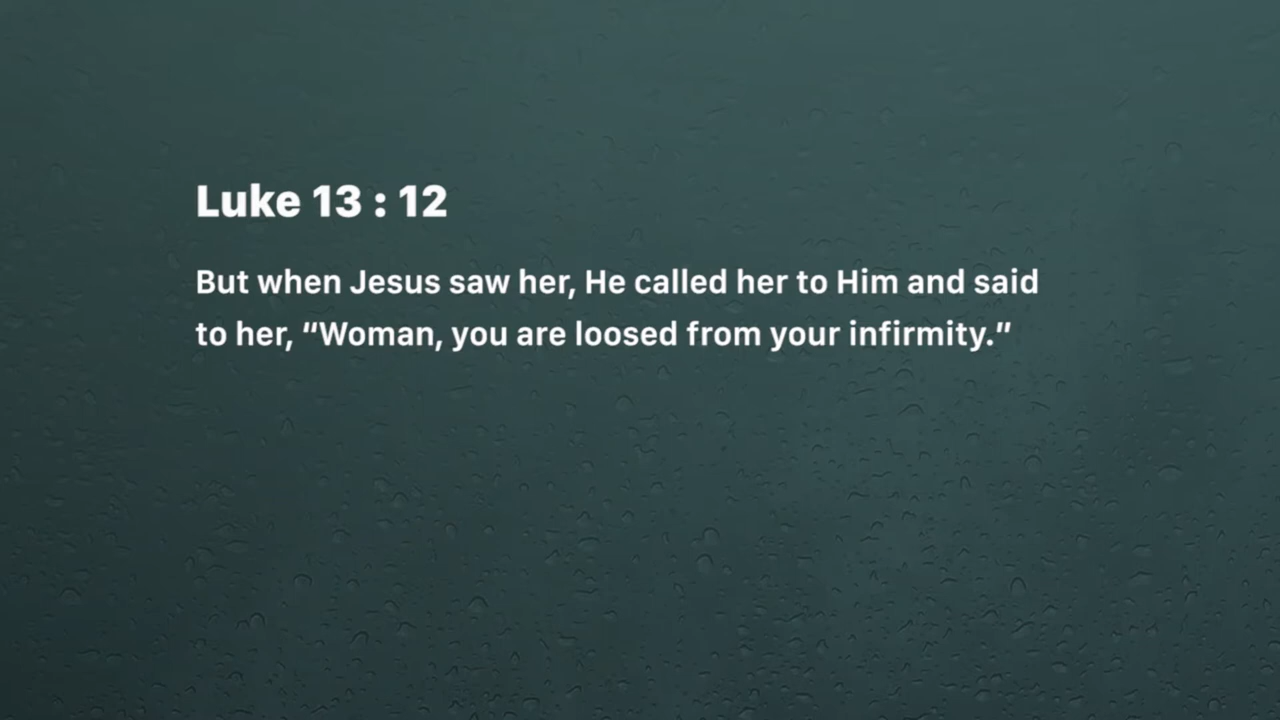 Luke 13 : 12
But when Jesus saw her, He called her to Him and said
to her, “Woman, you are loosed from your infirmity.”